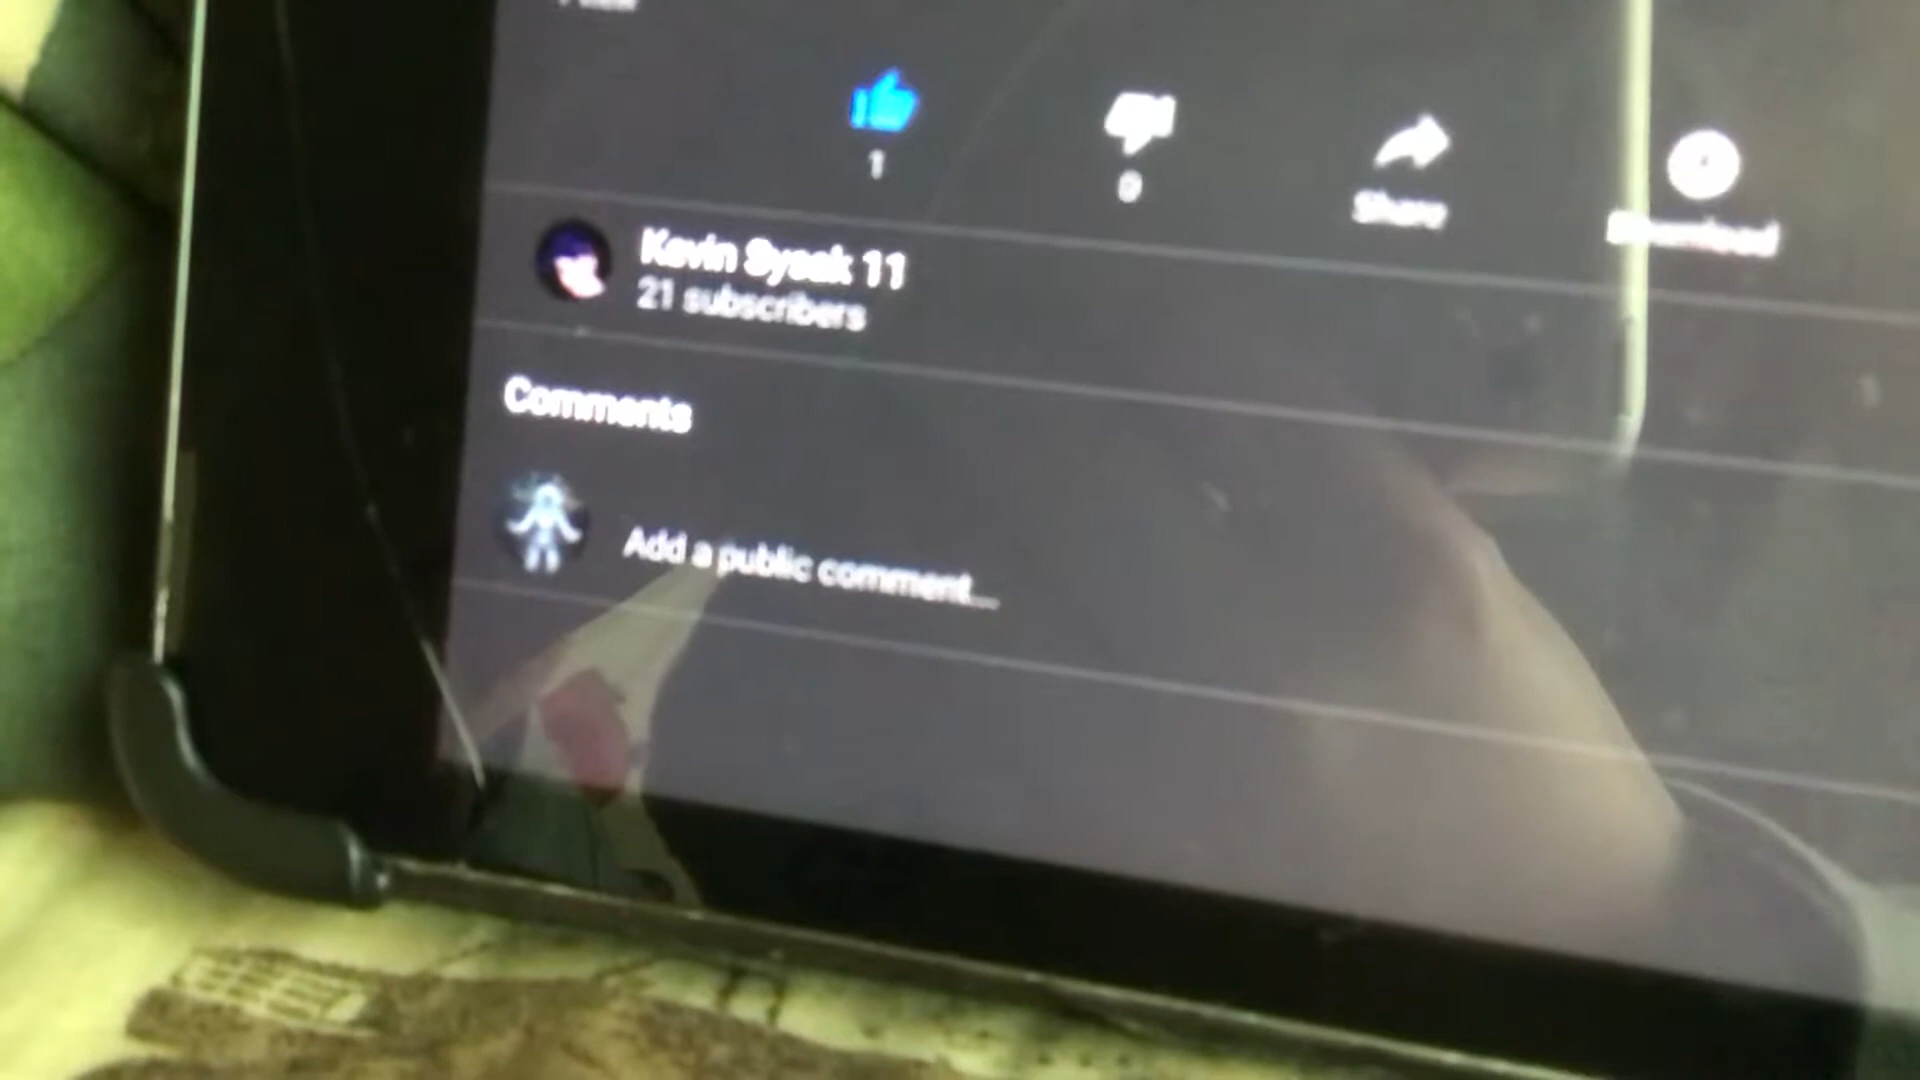 1
0
Share
Download
Kevin Sysak 11
21 subscribers
Comments
Add a public comment...